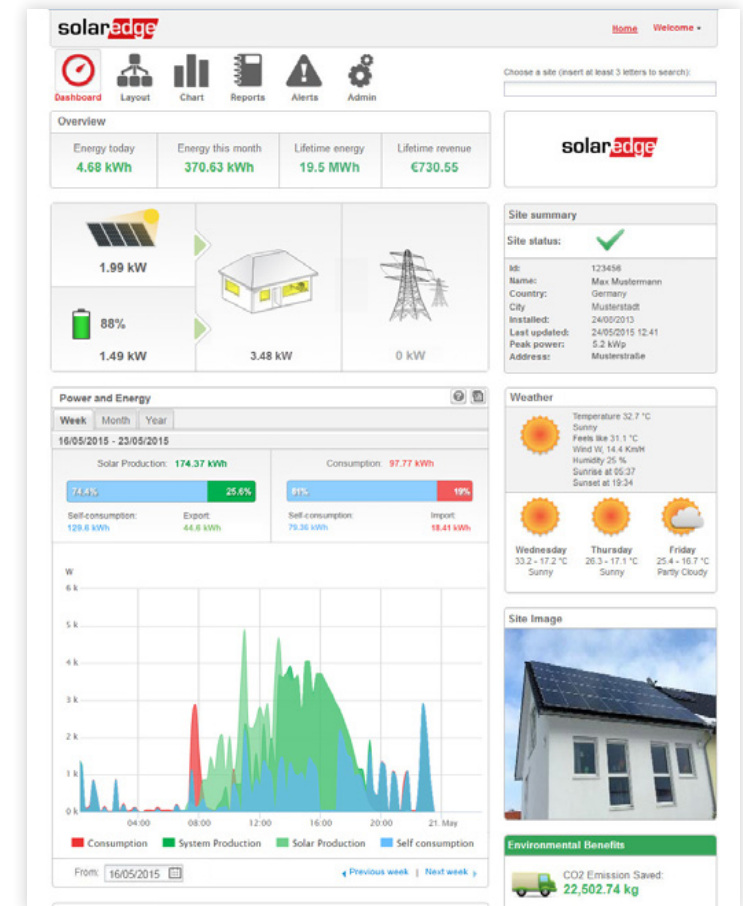 solaredge
Home Welcome
Dashboard Layout Chart Reports Alerts Admin
Choose a site (insert at least 3 letters to search):
Overview
Energy today Energy this month Lifetime energy Lifetime revenue
4.68 kWh 370.63 kWh 19.5 MWh €730.55
solaredge
1.99 kW
88%
1.49 kW 3.48 kW 0 kW
Site summary
Site status:
Id: 123456
Name: Max Mustermann
Country: Germany
City Musterstadt
Installed: 24/08/2013
Last updated: 24/05/2015 12:41
Peak power: 5.2 kWp
Address: Musterstraße
Power and Energy
Week Month Year
16/05/2015 - 23/05/2015
Solar Production: 174.37 kWh Consumption: 97.77 kWh
74.4% 25.6% 81% 19%
Self-consumption: Export: Self-consumption: Import:
129.8 kWh 44.6 kWh 79.36 kWh 18.41 kWh
W
6 k
5 k
4 k
3 k
2 k
1 k
0 k
04:00 08:00 12:00 16:00 20:00 21. May
Consumption System Production Solar Production Self consumption
From: 16/05/2015 Previous week | Next week
Weather
Temperature 32.7 °C
Sunny
Feels like 31.1 °C
Wind W, 14.4 Km/H
Humidity 25 %
Sunrise at 05:37
Sunset at 19:34
Wednesday Thursday Friday
33.2 - 17.2 °C 26.3 - 17.1 °C 25.4 - 16.7 °C
Sunny Sunny Partly Cloudy
Site Image
Environmental Benefits
CO2 Emission Saved:
22,502.74 kg